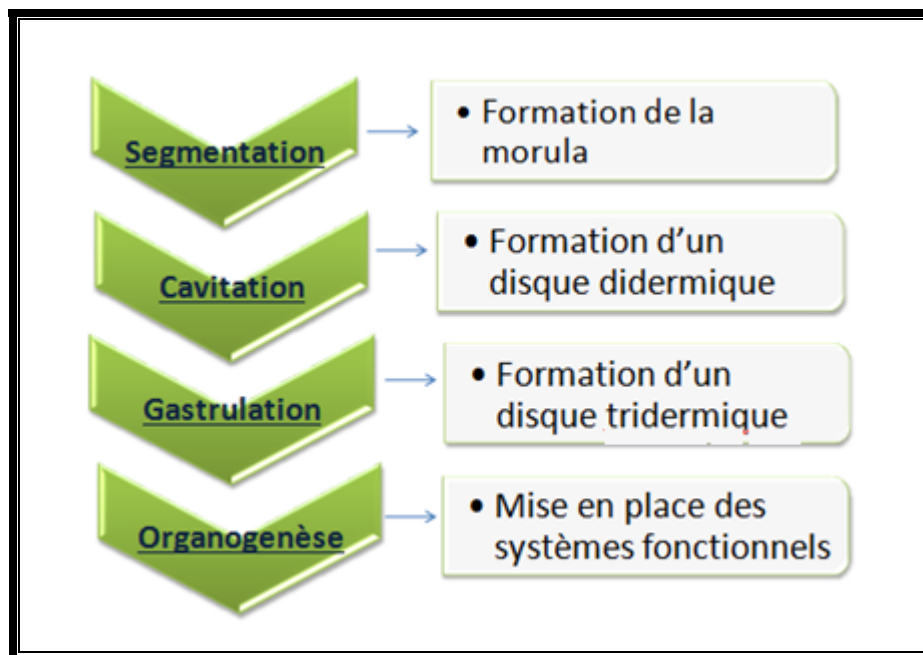 Segmentation
• Formation de la
morula
Cavitation
• Formation d’un
disque didermique
Gastrulation
• Formation d’un
disque tridermique
Organogenèse
• Mise en place des
systèmes fonctionnels